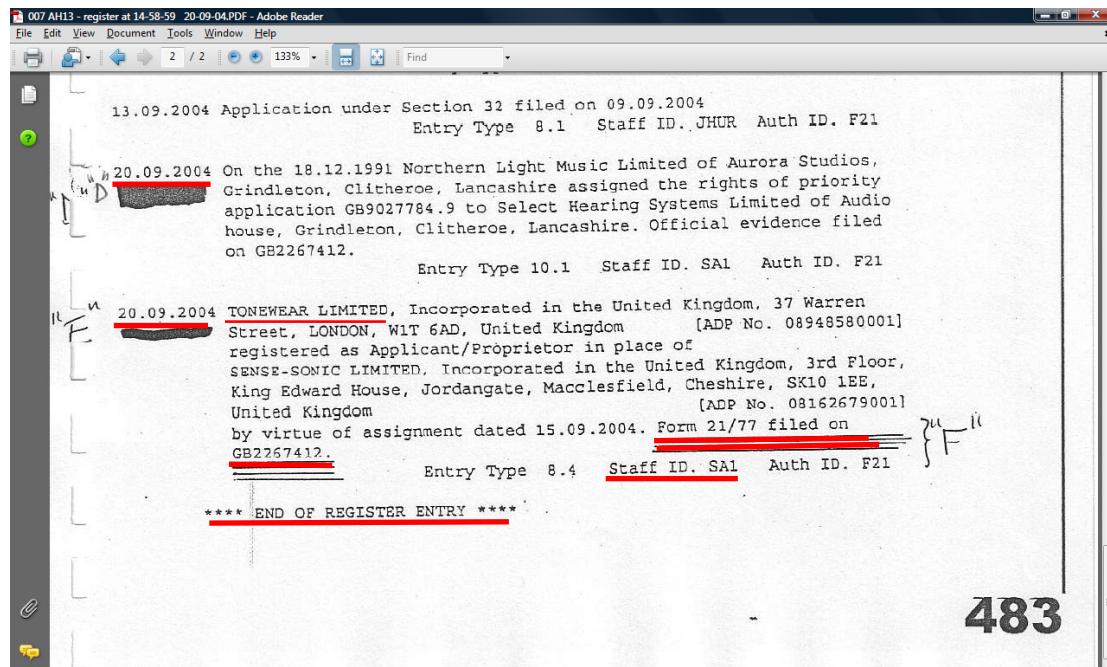 007 AH13 - register at 14-58-59 20-09-04.PDF - Adobe Reader
File Edit View Document Tools Window Help
2 / 2 133% Find
13.09.2004 Application under Section 32 filed on 09.09.2004
Entry Type 8.1 Staff ID. JHUR Auth ID. F21
"D" "D" 20.09.2004 On the 18.12.1991 Northern Light Music Limited of Aurora Studios,
Grindleton, Clitheroe, Lancashire assigned the rights of priority
application GB9027784.9 to Select Hearing Systems Limited of Audio
house, Grindleton, Clitheroe, Lancashire. Official evidence filed
on GB2267412.
Entry Type 10.1 Staff ID. SA1 Auth ID. F21
"E" 20.09.2004 TONEWEAR LIMITED, Incorporated in the United Kingdom, 37 Warren
Street, LONDON, W1T 6AD, United Kingdom [ADP No. 08948580001]
registered as Applicant/Proprietor in place of
SENSE-SONIC LIMITED, Incorporated in the United Kingdom, 3rd Floor,
King Edward House, Jordangate, Macclesfield, Cheshire, SK10 1EE,
United Kingdom [ADP No. 08162679001]
by virtue of assignment dated 15.09.2004. Form 21/77 filed on "F"
GB2267412.
Entry Type 8.4 Staff ID. SA1 Auth ID. F21
**** END OF REGISTER ENTRY ****
483